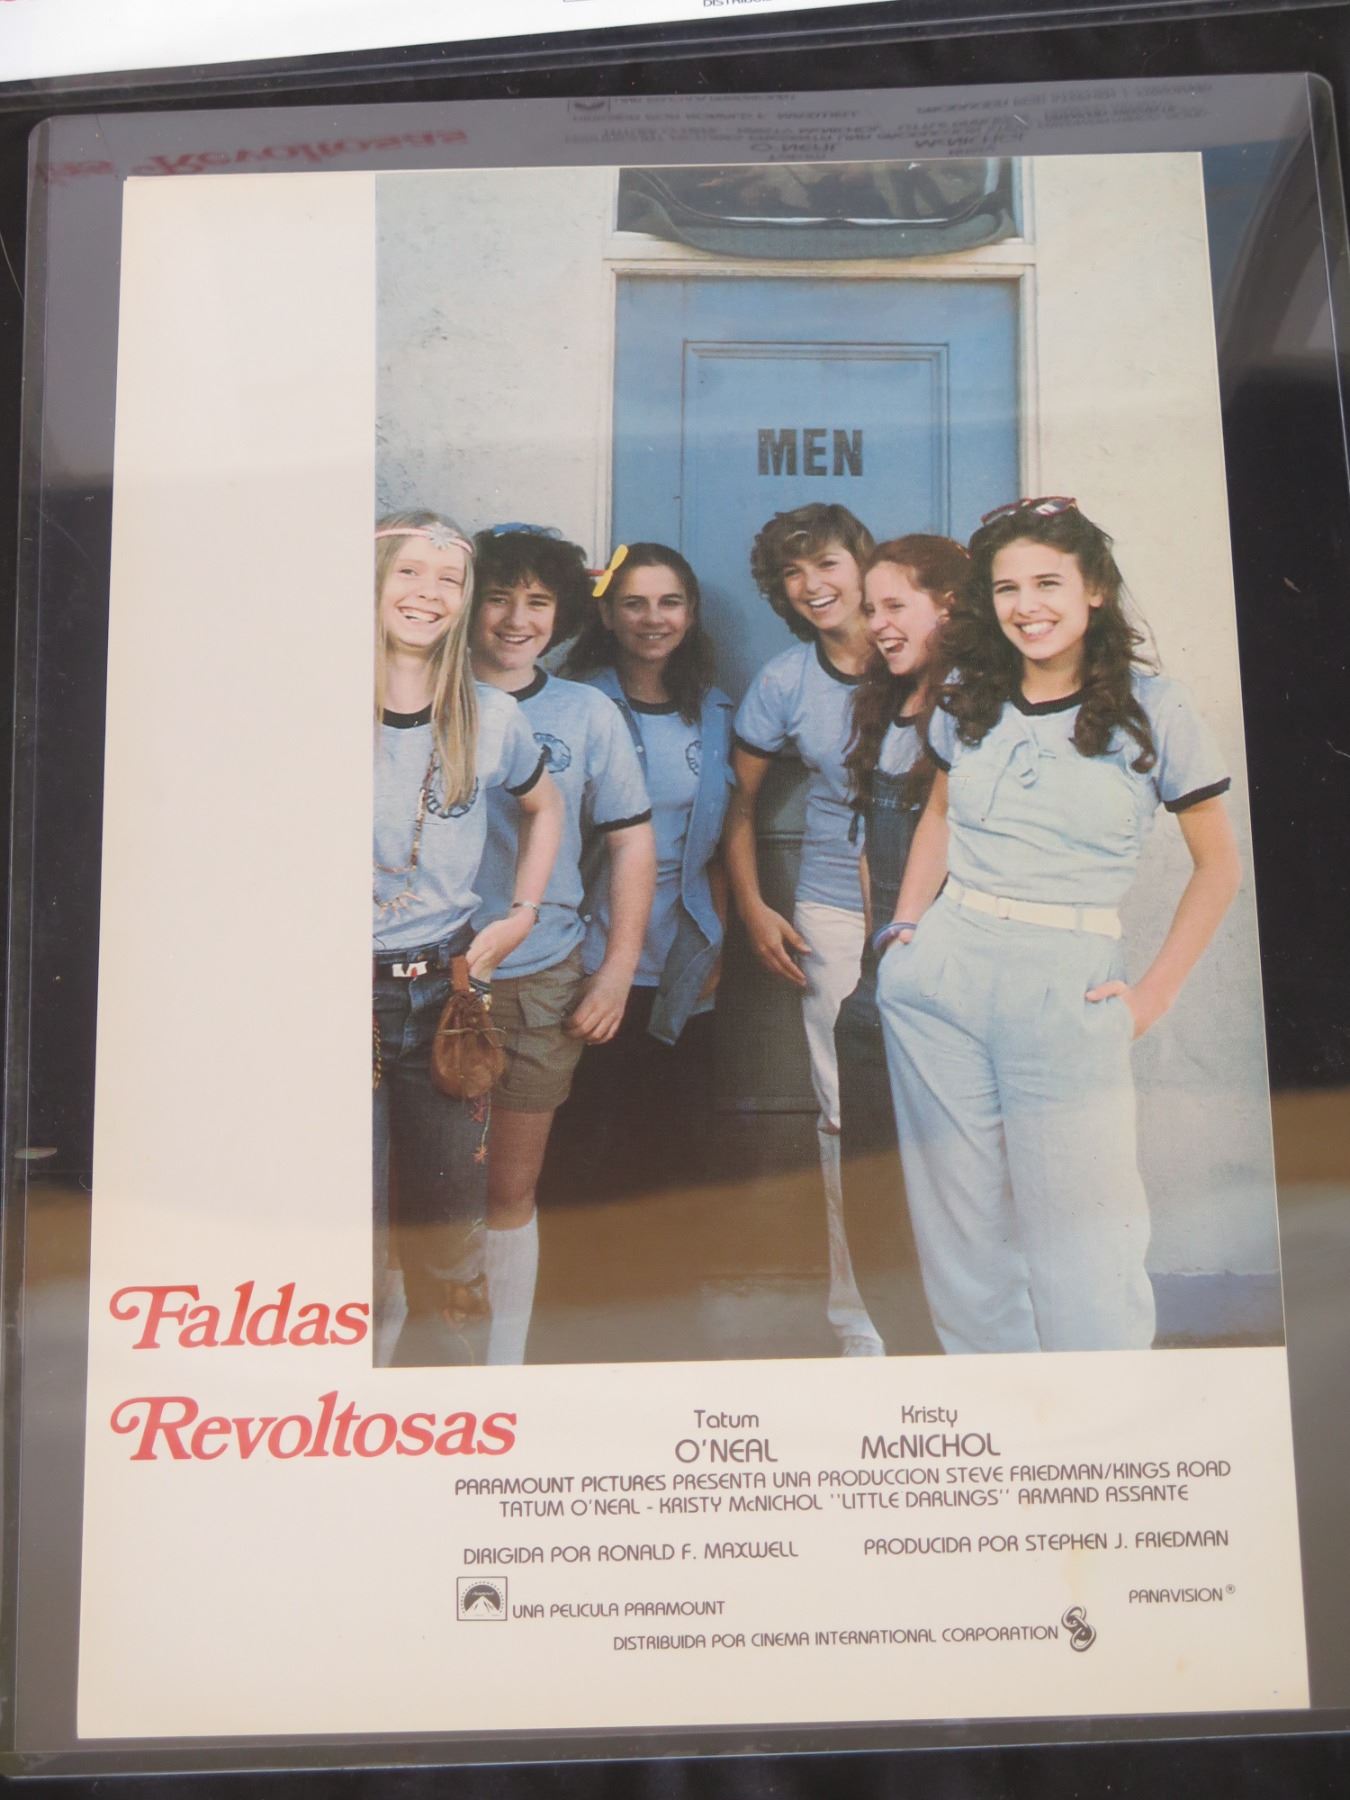 MEN
Faldas
Revoltosas
Tatum
O'NEAL
Kristy
McNICHOL
PARAMOUNT PICTURES PRESENTA UNA PRODUCCION STEVE FRIEDMAN/KINGS ROAD
TATUM O'NEAL - KRISTY McNICHOL ''LITTLE DARLINGS'' ARMAND ASSANTE
DIRIGIDA POR RONALD F. MAXWELL
PRODUCIDA POR STEPHEN J. FRIEDMAN
UNA PELICULA PARAMOUNT
PANAVISION®
DISTRIBUIDA POR CINEMA INTERNATIONAL CORPORATION